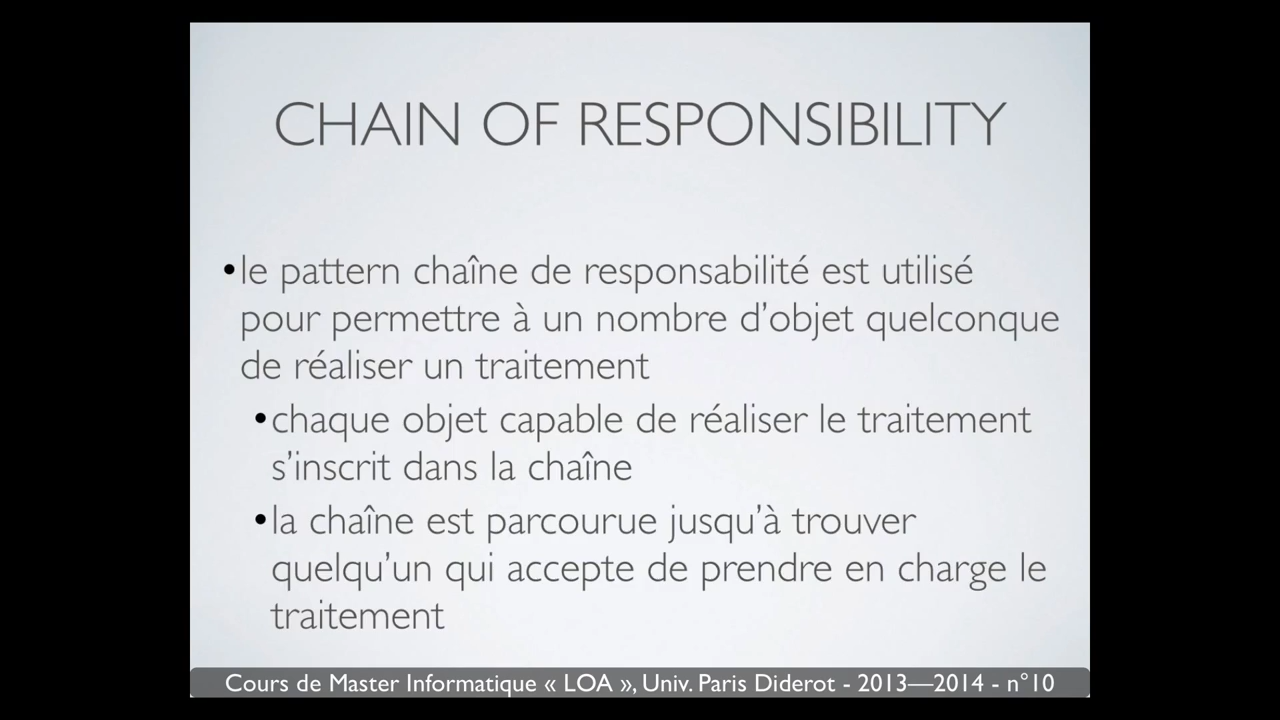 CHAIN OF RESPONSIBILITY
•le pattern chaîne de responsabilité est utilisé
pour permettre à un nombre d’objet quelconque
de réaliser un traitement
•chaque objet capable de réaliser le traitement
s’inscrit dans la chaîne
•la chaîne est parcourue jusqu’à trouver
quelqu’un qui accepte de prendre en charge le
traitement
Cours de Master Informatique « LOA », Univ. Paris Diderot - 2013—2014 - n°10